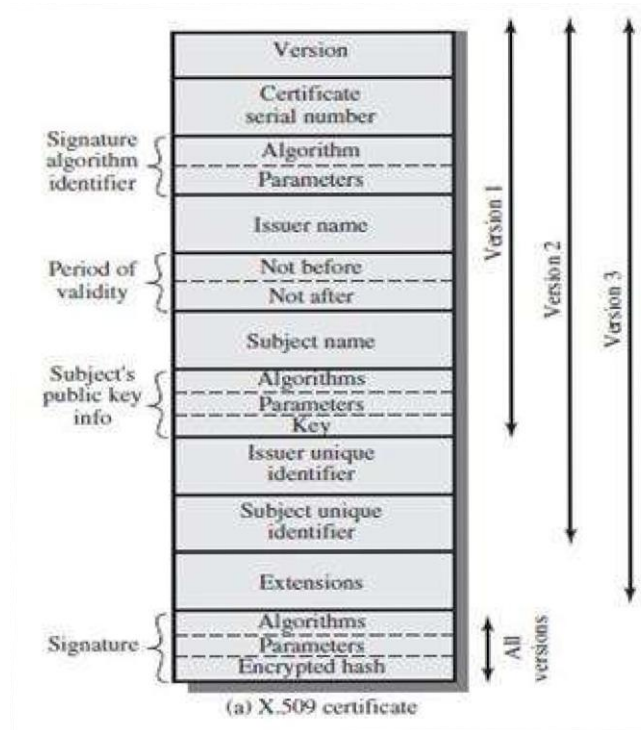 Version
Certificate
serial number
Signature
algorithm
identifier
Algorithm
Parameters
Issuer name
Period of
validity
Not before
Not after
Subject name
Subject's
public key
info
Algorithms
Parameters
Key
Issuer unique
identifier
Subject unique
identifier
Extensions
Signature
Algorithms
Parameters
Encrypted hash
Version 1
Version 2
Version 3
All
versions
(a) X.509 certificate